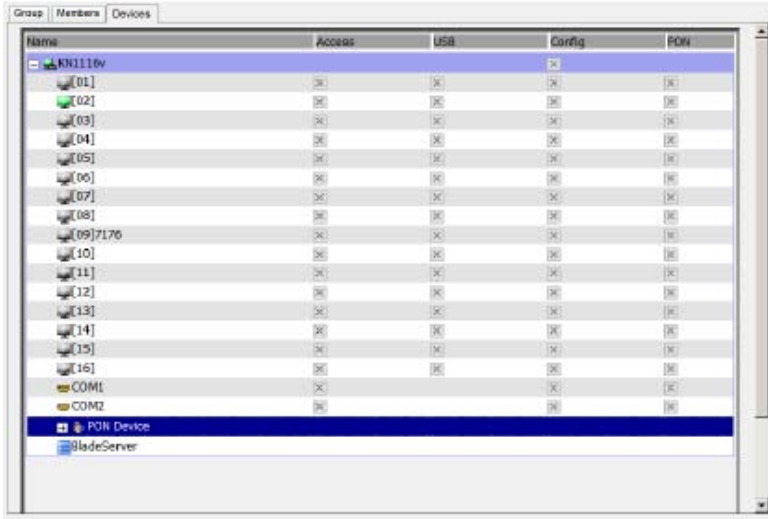 Group Members Devices
Name Access USB Config PON
KN1116v
[01]
[02]
[03]
[04]
[05]
[06]
[07]
[08]
[09]7176
[10]
[11]
[12]
[13]
[14]
[15]
[16]
COM1
COM2
PON Device
BladeServer